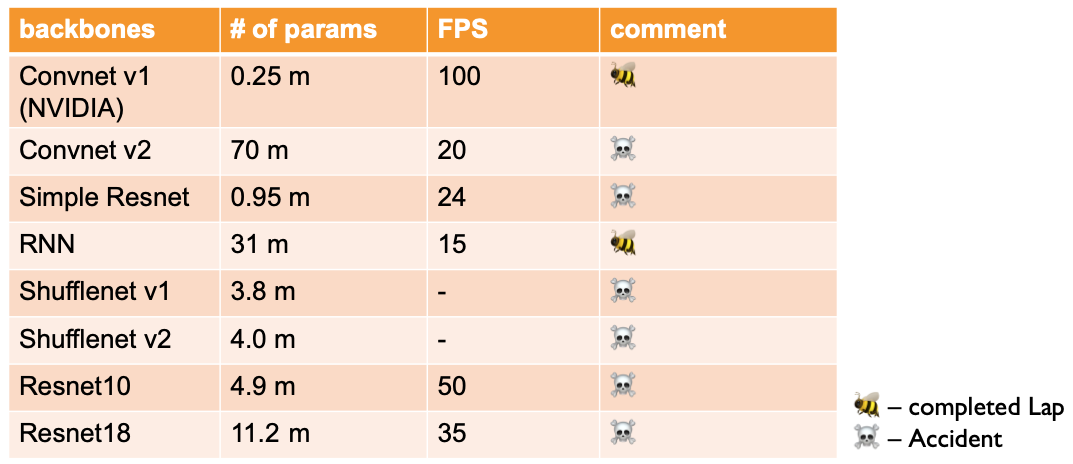 backbones # of params FPS comment
Convnet v1 0.25 m 100 🐝
(NVIDIA)
Convnet v2 70 m 20 ☠️
Simple Resnet 0.95 m 24 ☠️
RNN 31 m 15 🐝
Shufflenet v1 3.8 m - ☠️
Shufflenet v2 4.0 m - ☠️
Resnet10 4.9 m 50 ☠️
Resnet18 11.2 m 35 ☠️
🐝 – completed Lap
☠️ – Accident